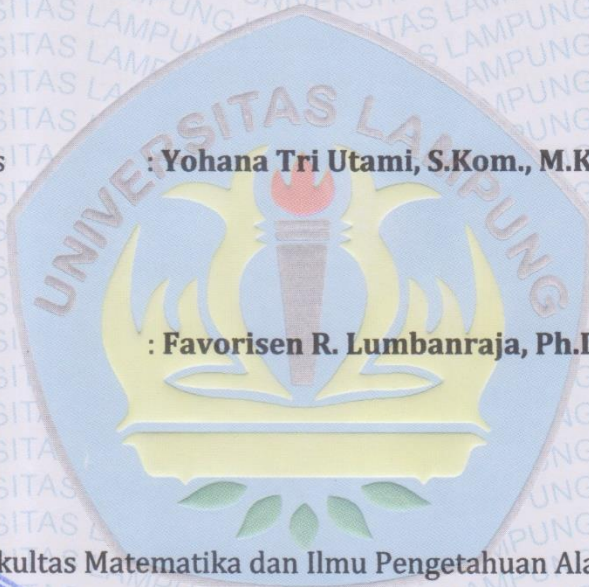 UNIVERSITAS LAMPUNG
s : Yohana Tri Utami, S.Kom., M.K
: Favorisen R. Lumbanraja, Ph.D
kultas Matematika dan Ilmu Pengetahuan Ala